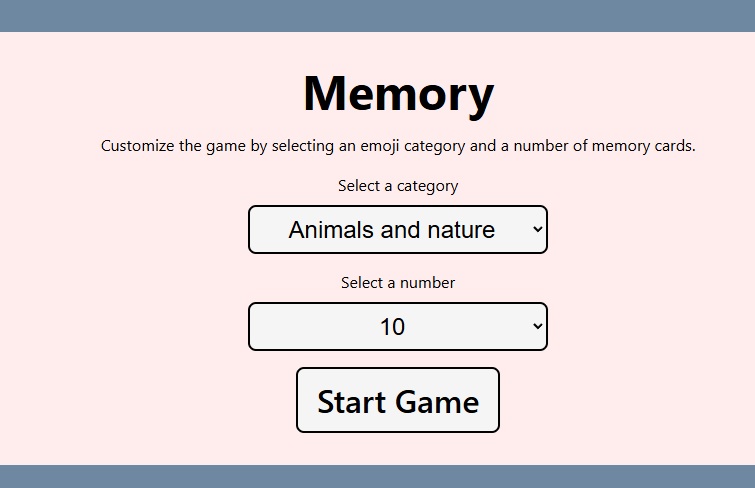 Memory
Customize the game by selecting an emoji category and a number of memory cards.
Select a category
Animals and nature
Select a number
10
Start Game